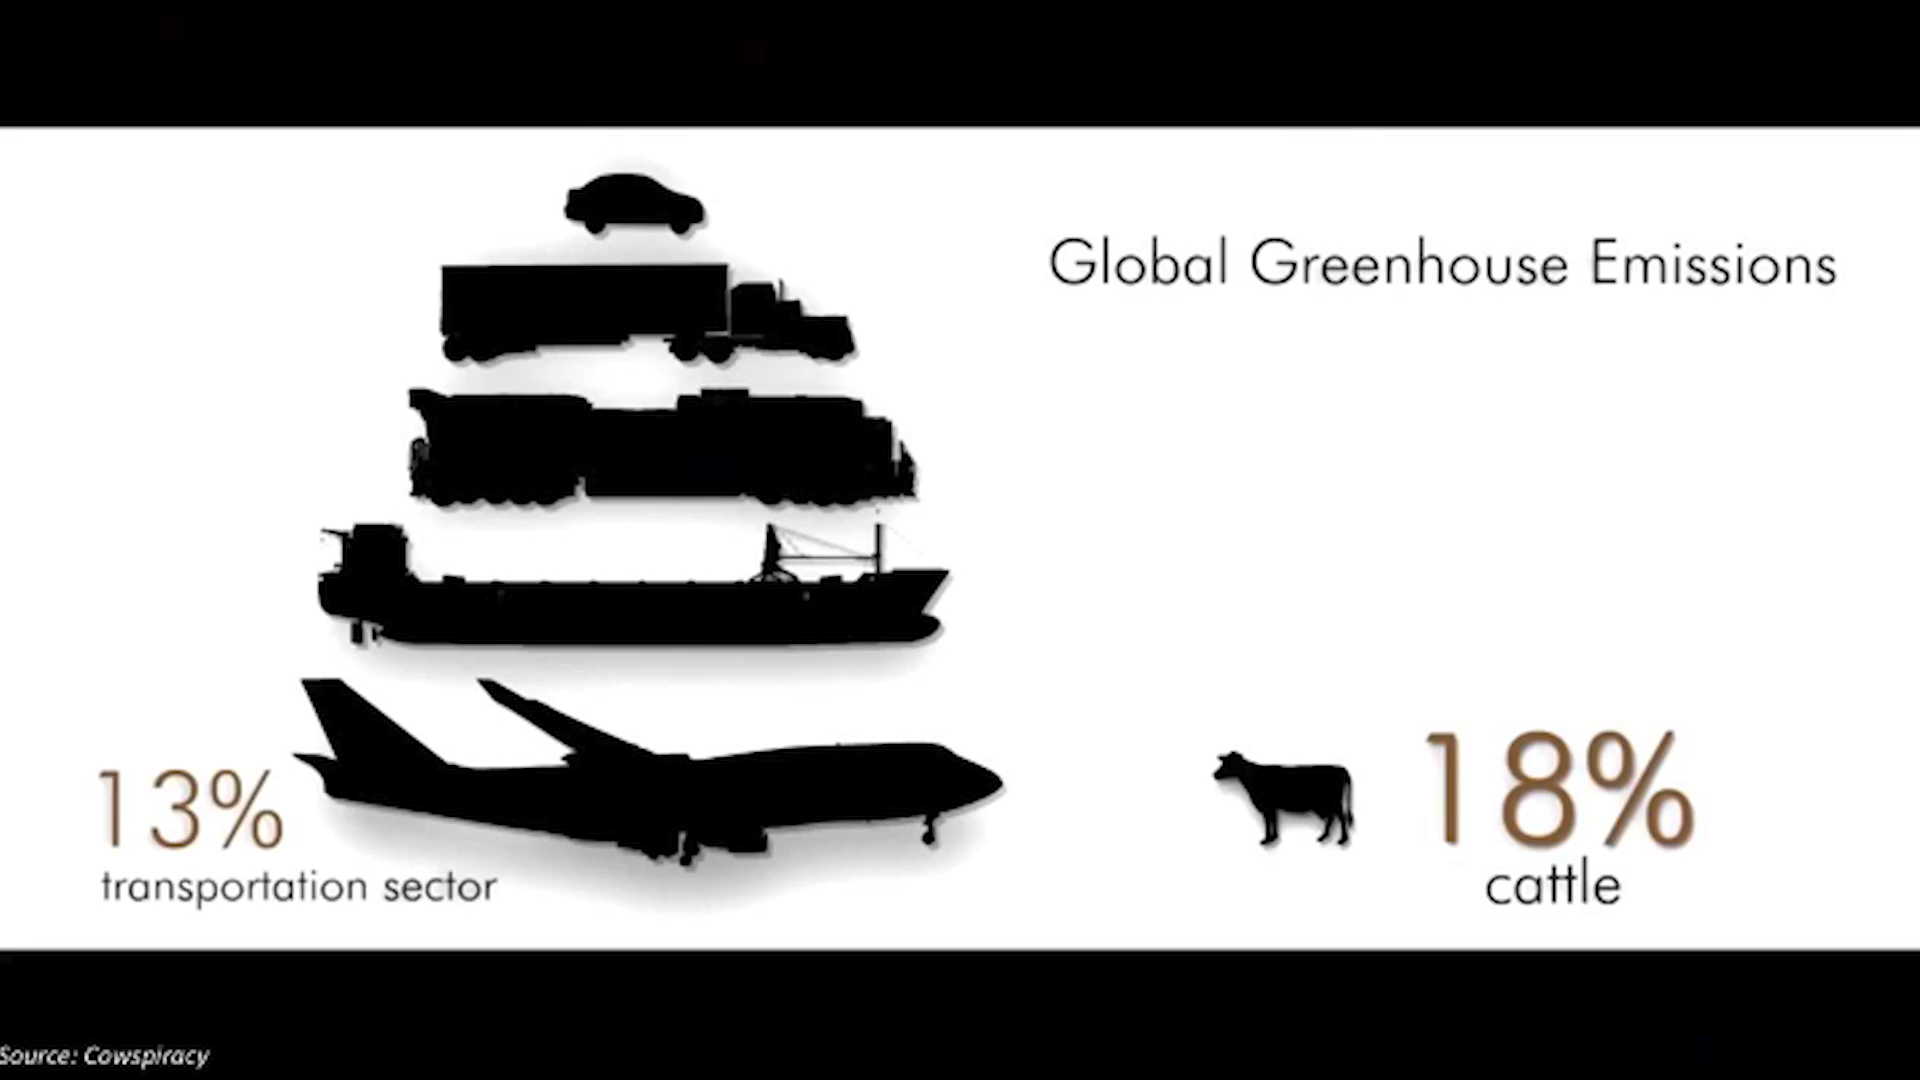 Global Greenhouse Emissions
13%
transportation sector
18%
cattle
Source: Cowspiracy